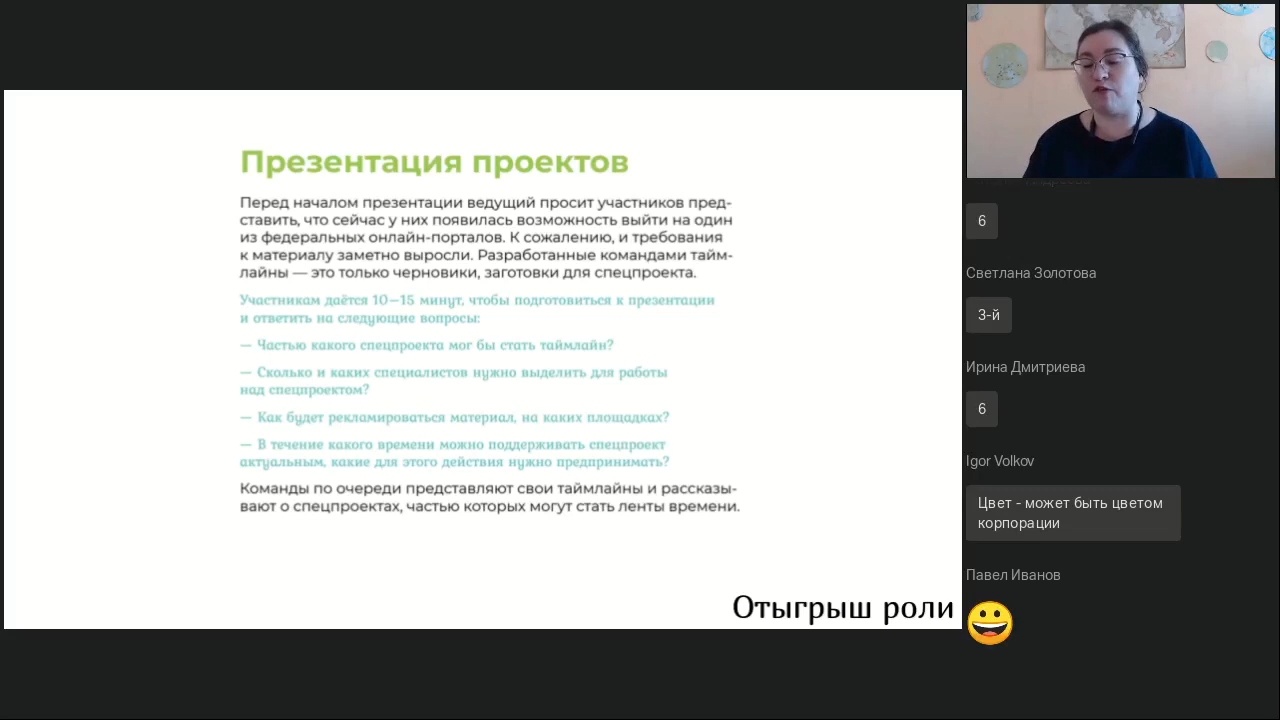 Презентация проектов
Перед началом презентации ведущий просит участников пред-
ставить, что сейчас у них появилась возможность выйти на один
из федеральных онлайн-порталов. К сожалению, и требования
к материалу заметно выросли. Разработанные командами тайм-
лайны — это только черновики, заготовки для спецпроекта.
Участникам даётся 10–15 минут, чтобы подготовиться к презентации
и ответить на следующие вопросы:
— Частью какого спецпроекта мог бы стать таймлайн?
— Сколько и каких специалистов нужно выделить для работы
над спецпроектом?
— Как будет рекламироваться материал, на каких площадках?
— В течение какого времени можно поддерживать спецпроект
актуальным, какие для этого действия нужно предпринимать?
Команды по очереди представляют свои таймлайны и рассказы-
вают о спецпроектах, частью которых могут стать ленты времени.
Отыгрыш роли
6
Светлана Золотова
3-й
Ирина Дмитриева
6
Igor Volkov
Цвет - может быть цветом
корпорации
Павел Иванов